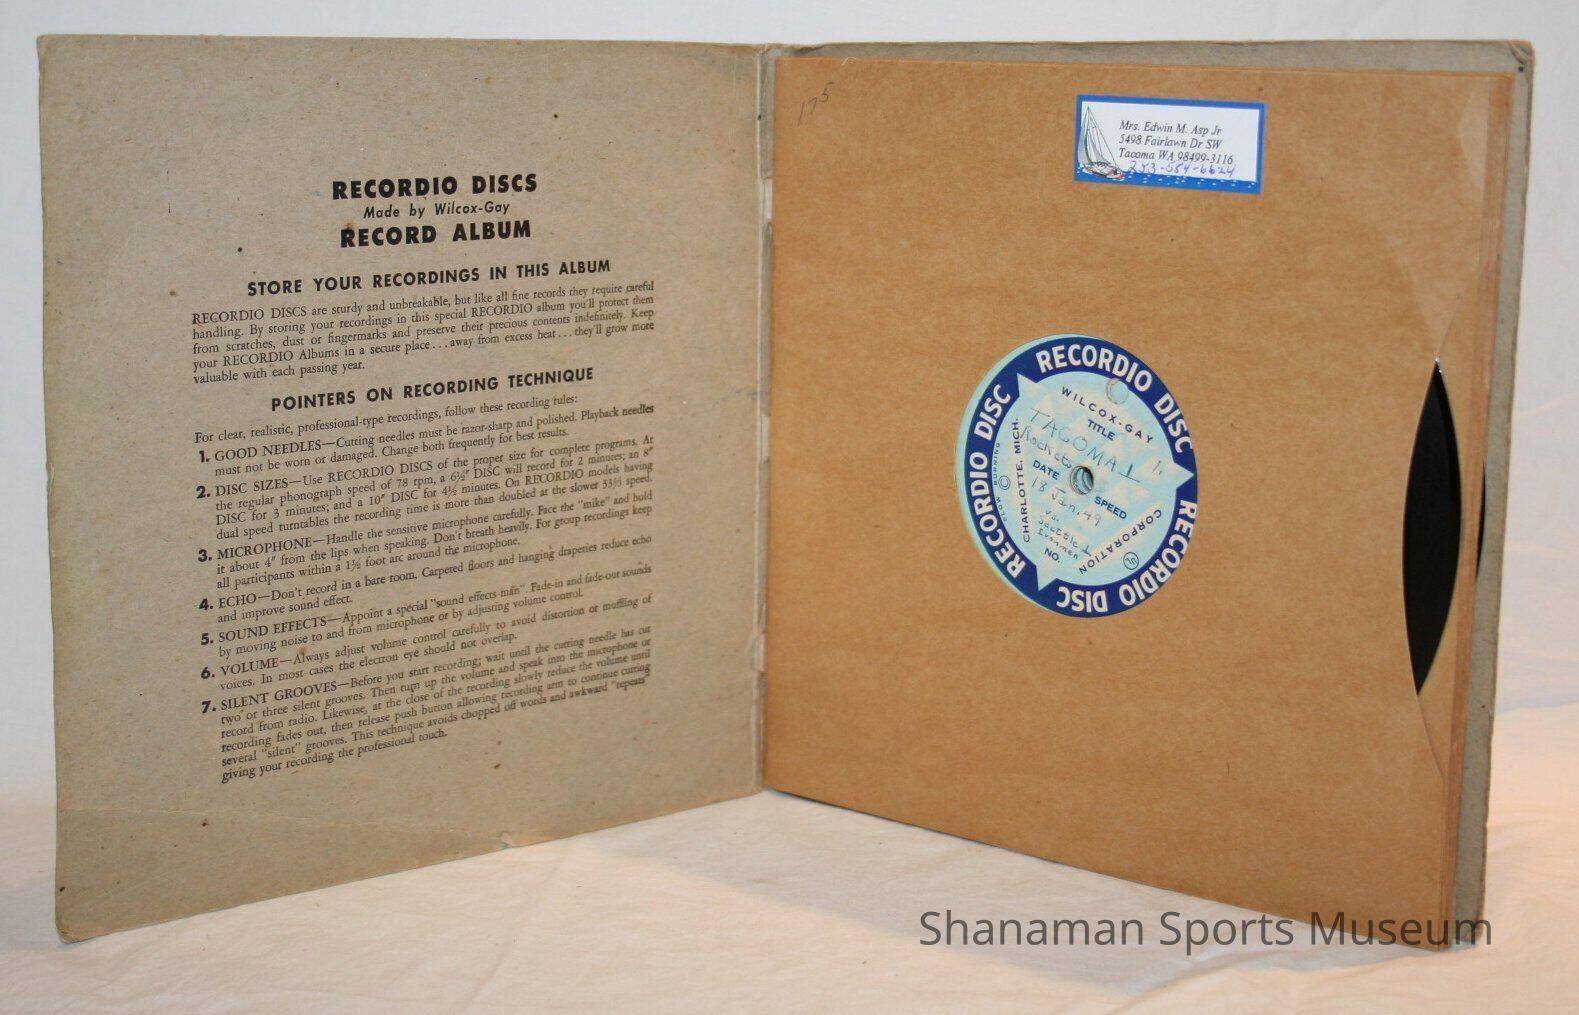 RECORDIO DISCS
Made by Wilcox-Gay
RECORD ALBUM
STORE YOUR RECORDINGS IN THIS ALBUM
RECORDIO DISCS are sturdy and unbreakable, but like all fine records they require careful
handling. By storing your recordings in this special RECORDIO album you'll protect them
from scratches, dust or fingermarks and preserve their precious contents indefinitely. Keep
your RECORDIO Albums in a secure place...away from excess heat...they'll grow more
valuable with each passing year.
POINTERS ON RECORDING TECHNIQUE
For clear, realistic, professional-type recordings, follow these recording rules:
1. GOOD NEEDLES—Cutting needles must be razor-sharp and polished. Playback needles
must not be worn or damaged. Change both frequently for best results.
2. DISC SIZES—Use RECORDIO DISCS of the proper size for complete programs. At
the regular phonograph speed of 78 rpm, a 6½" DISC will record for 2 minutes; an 8"
DISC for 3 minutes; and a 10" DISC for 4½ minutes. On RECORDIO models having
dual speed turntables the recording time is more than doubled at the slower 33⅓ speed.
3. MICROPHONE—Handle the sensitive microphone carefully. Face the "mike" and hold
it about 4" from the lips when speaking. Don't breath heavily. For group recordings keep
all participants within a 1½ foot arc around the microphone.
4. ECHO—Don't record in a bare room. Carpeted floors and hanging draperies reduce echo
and improve sound effect.
5. SOUND EFFECTS—Appoint a special "sound effects man". Fade-in and fade-out sounds
by moving noise to and from microphone or by adjusting volume control.
6. VOLUME—Always adjust volume control carefully to avoid distortion or muffling of
voices. In most cases the electron eye should not overlap.
7. SILENT GROOVES—Before you start recording; wait until the cutting needle has cut
two or three silent grooves. Then turn up the volume and speak into the microphone or
record from radio. Likewise, at the close of the recording slowly reduce the volume until
recording fades out, then release push button allowing recording arm to continue cutting
several "silent" grooves. This technique avoids chopped off words and awkward "repeats"
giving your recording the professional touch.
175
Mrs. Edwin M. Asp Jr
5498 Fairlawn Dr SW
Tacoma WA 98499-3116
253-584-6624
RECORDIO DISC RECORDIO DISC RECORDIO DISC
WILCOX-GAY
CORPORATION
CHARLOTTE, MICH.
SLOW BURNING
TITLE
TACOMA
Rockets
DATE
SPEED
18 Jan. 49
vs.
Seattle
Ironmen
NO.
Shanaman Sports Museum